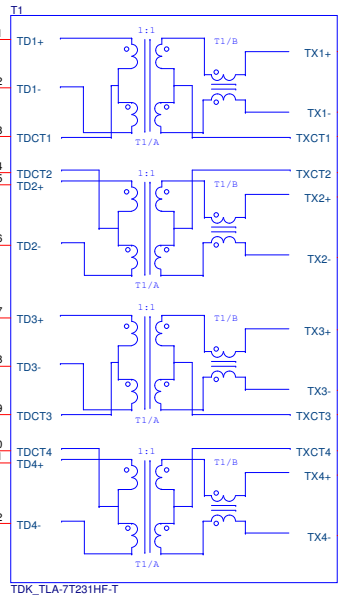 T1
1:1
TD1+
T1/B
TX1+
TD1-
TX1-
TDCT1
TXCT1
T1/A
1:1
TDCT2
TXCT2
TD2+
T1/B
TX2+
TD2-
TX2-
T1/A
1:1
TD3+
T1/B
TX3+
TD3-
TX3-
TDCT3
TXCT3
T1/A
1:1
TDCT4
TXCT4
TD4+
T1/B
TX4+
TD4-
TX4-
T1/A
TDK_TLA-7T231HF-T